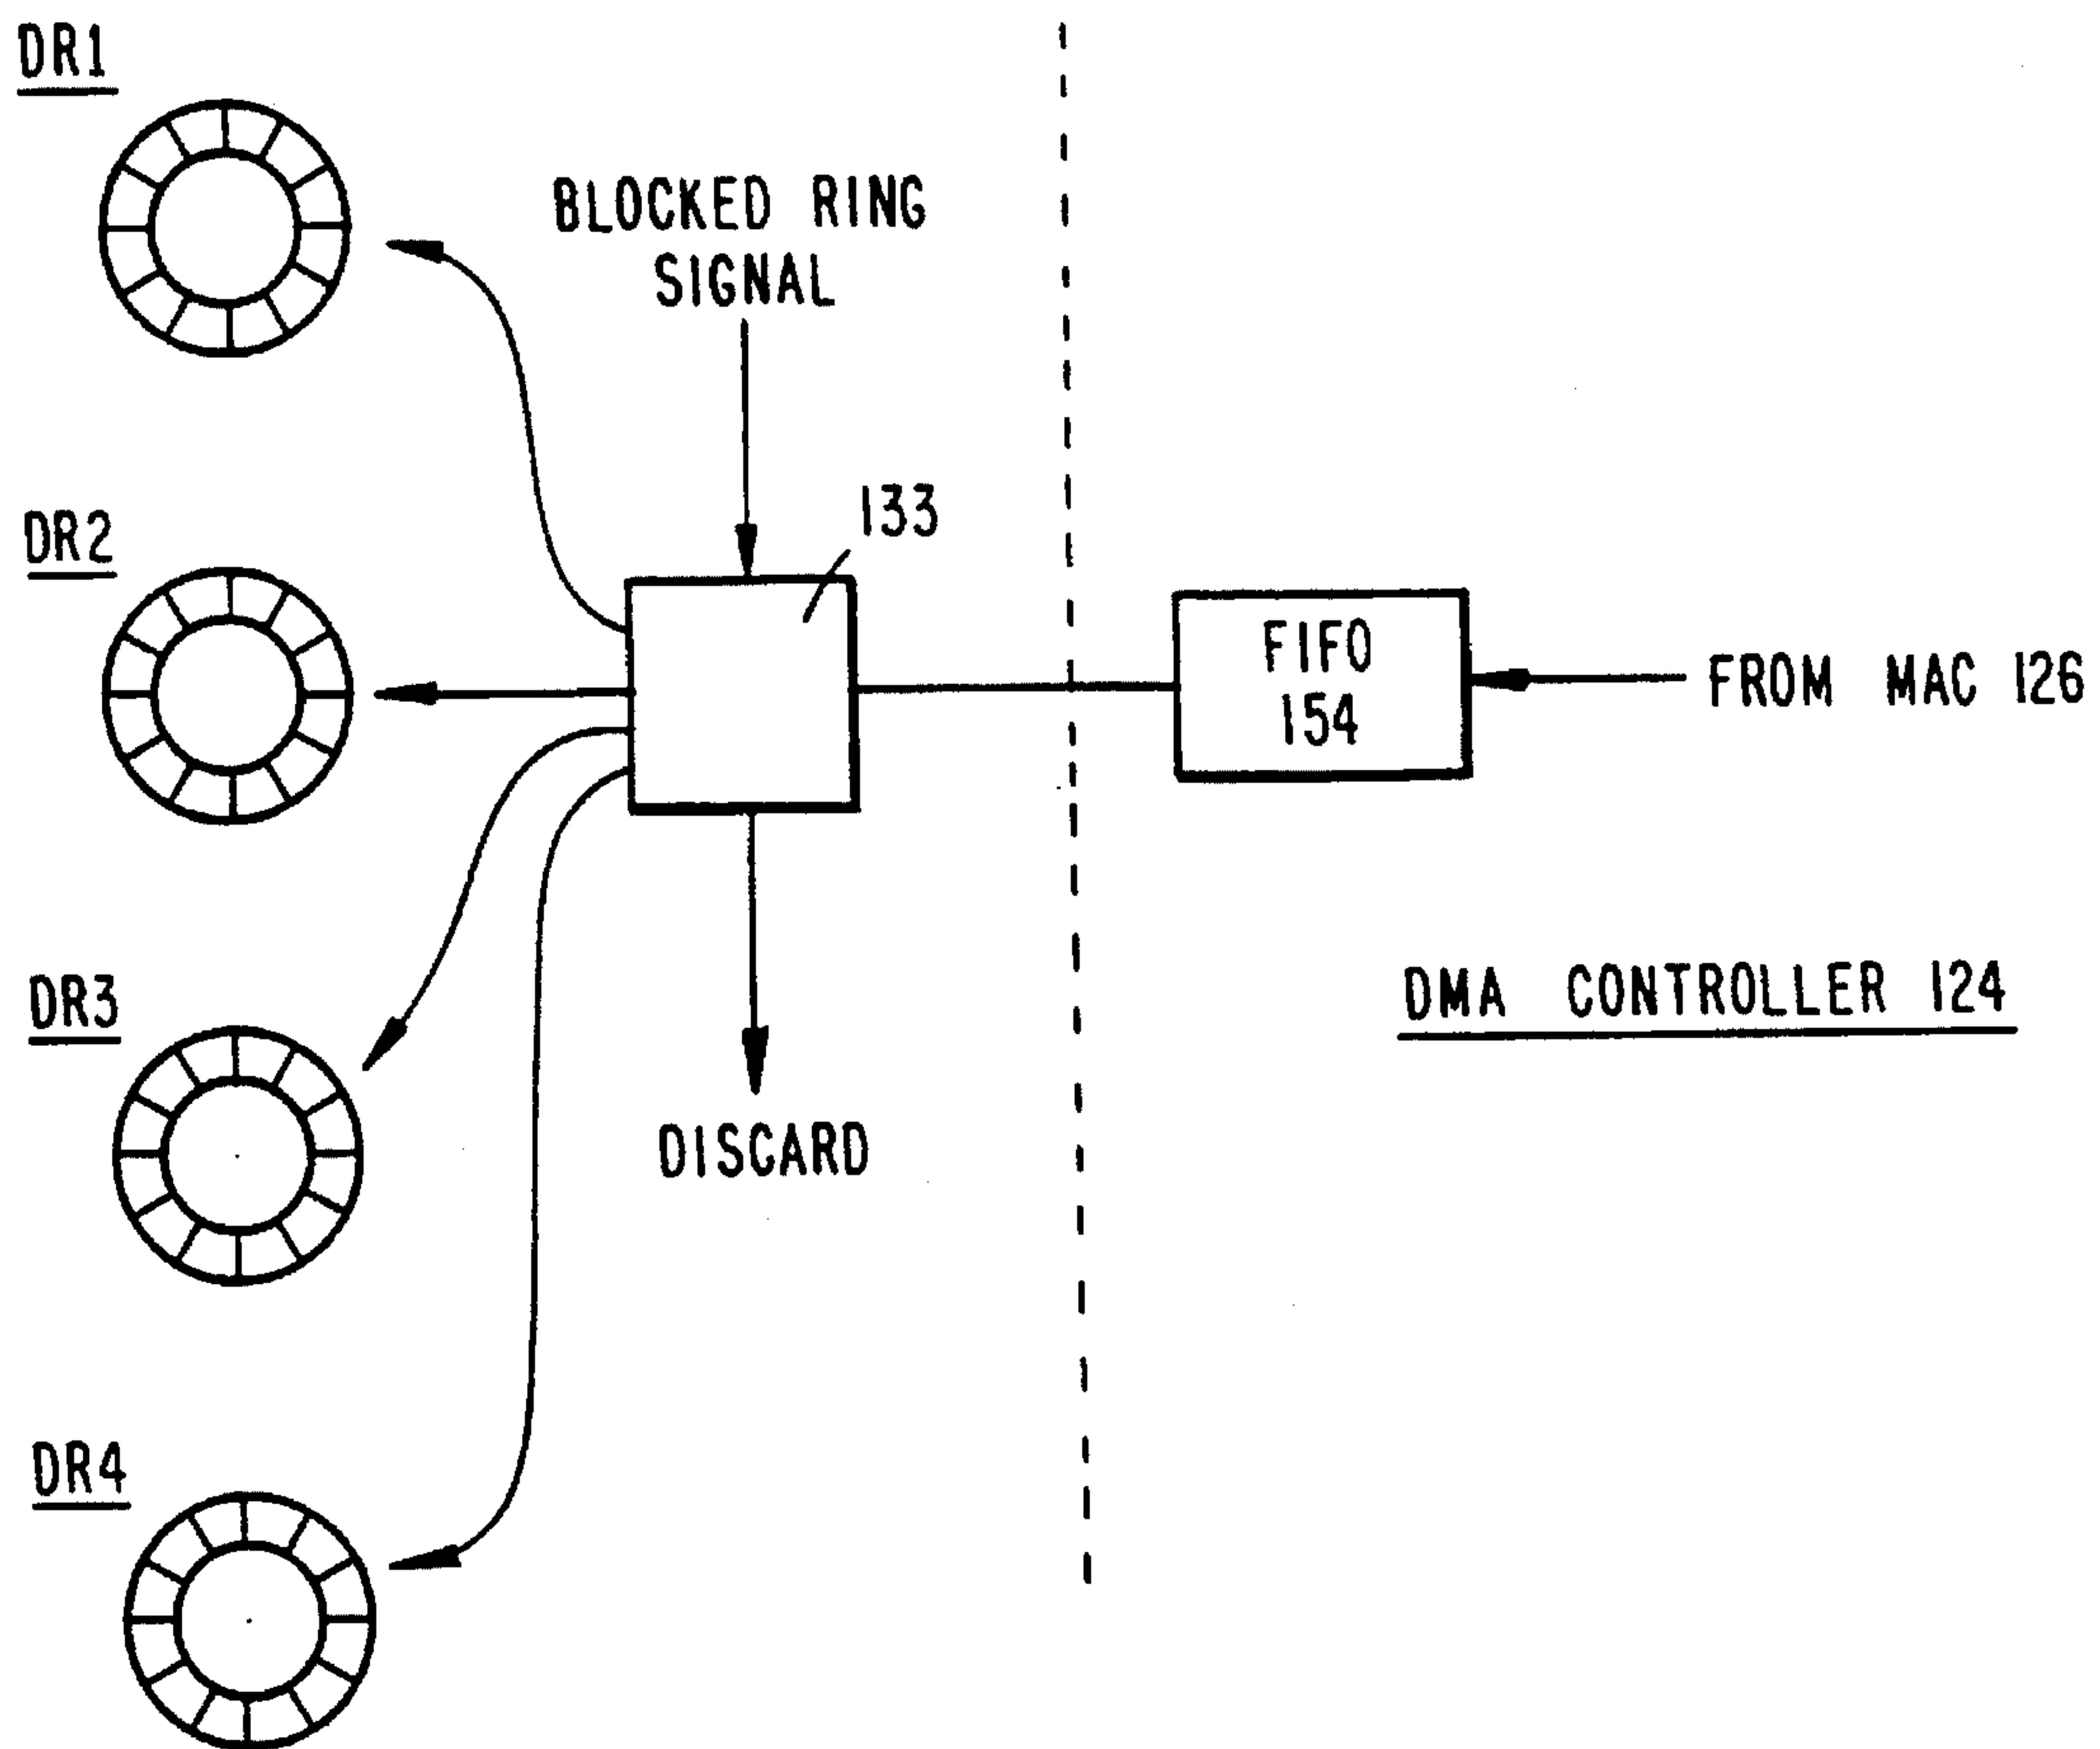 DR1
BLOCKED RING
SIGNAL
133
DR2
FIFO
154
FROM MAC 126
DR3
DMA CONTROLLER 124
DISCARD
DR4